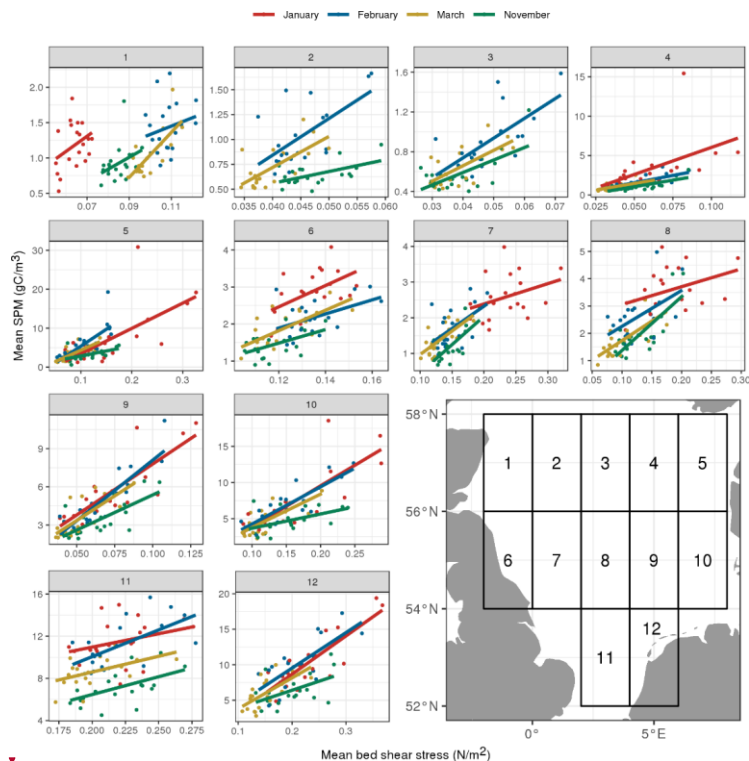 January February March November
1 2 3 4
2.0 1.5 1.0 0.5
0.07 0.09 0.11
1.50 1.25 1.00 0.75 0.50
0.035 0.040 0.045 0.050 0.055 0.060
1.6 1.2 0.8 0.4
0.03 0.04 0.05 0.06 0.07
15 10 5 0
0.025 0.050 0.075 0.100
Mean SPM (gC/m³)
5 6 7 8
30 20 10 0
0.1 0.2 0.3
4 3 2 1
0.12 0.14 0.16
4 3 2 1
0.10 0.15 0.20 0.25 0.30
5 4 3 2 1
0.05 0.10 0.15 0.20 0.25 0.30
9 10
9 6 3
0.050 0.075 0.100 0.125
15 10 5
0.10 0.15 0.20 0.25
11 12
16 12 8 4
0.175 0.200 0.225 0.250 0.275
20 15 10 5
0.1 0.2 0.3
58°N
56°N
54°N
52°N
1 2 3 4 5
6 7 8 9 10
12
11
0° 5°E
Mean bed shear stress (N/m²)